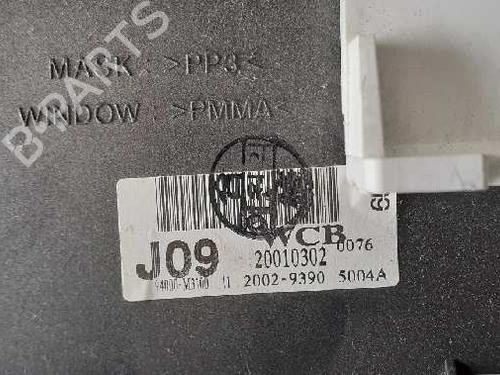 B-PARTS
MASK : >PP3<
WINDOW : >PMMA<
WCB
J09 20010302 0076
2002-9390 5004A